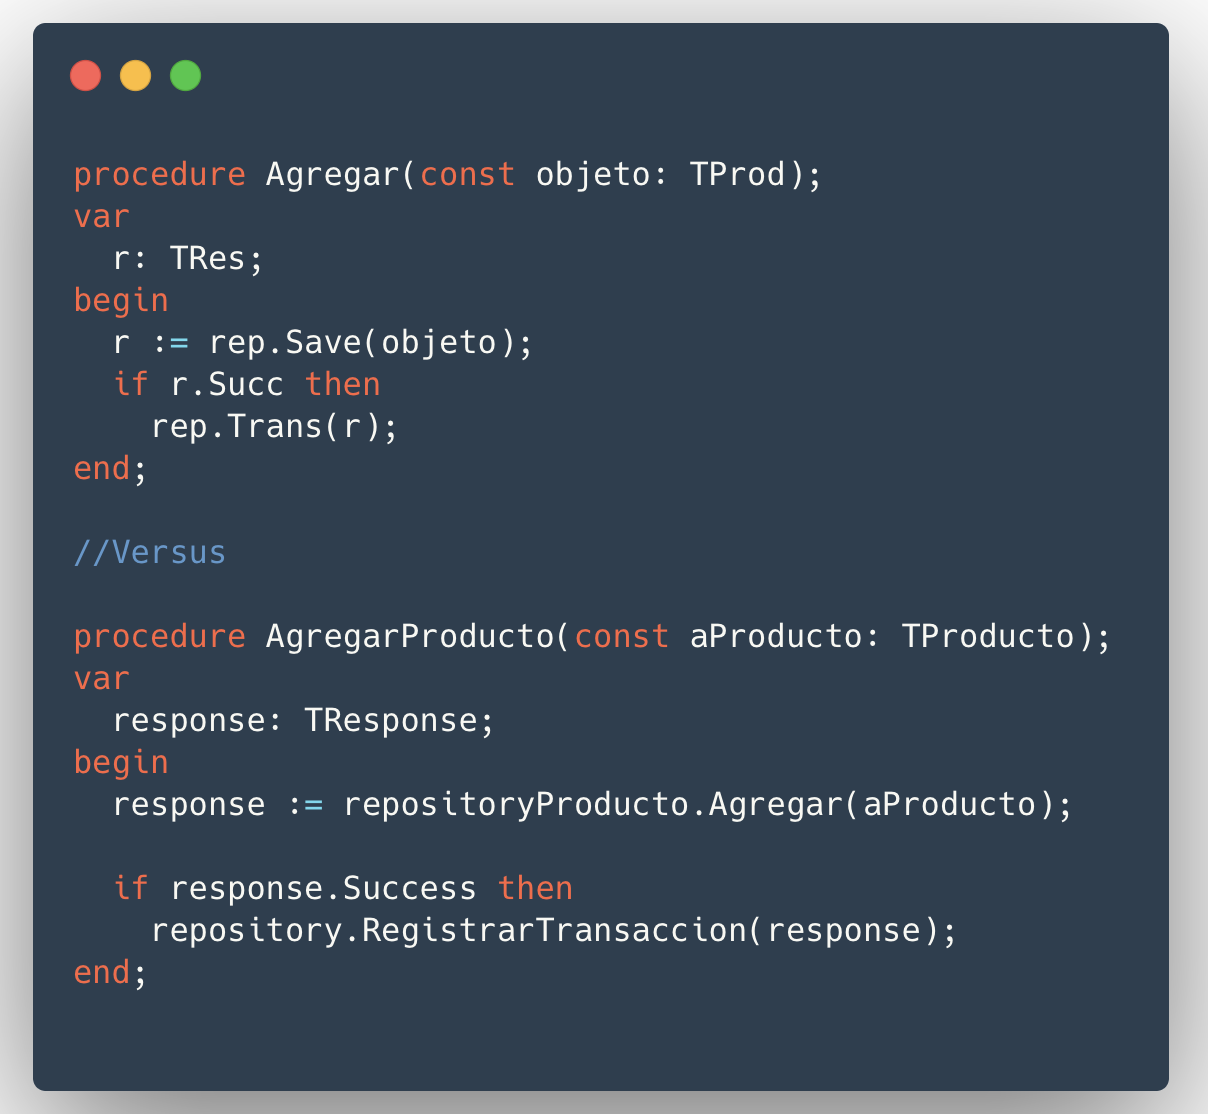 procedure Agregar(const objeto: TProd);
var
  r: TRes;
begin
  r := rep.Save(objeto);
  if r.Succ then
    rep.Trans(r);
end;

//Versus

procedure AgregarProducto(const aProducto: TProducto);
var
  response: TResponse;
begin
  response := repositoryProducto.Agregar(aProducto);

  if response.Success then
    repository.RegistrarTransaccion(response);
end;